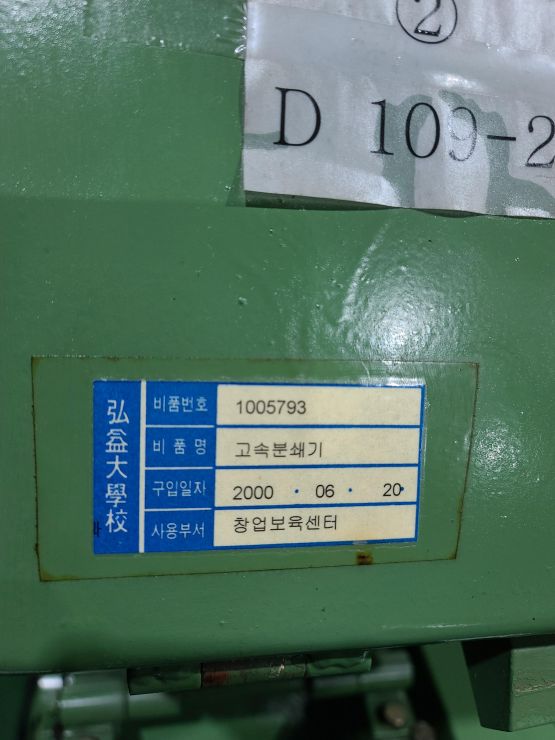 ②
D 109-2
弘益大學校
비품번호 1005793
비품명 고속분쇄기
구입일자 2000 · 06 · 20·
사용부서 창업보육센터